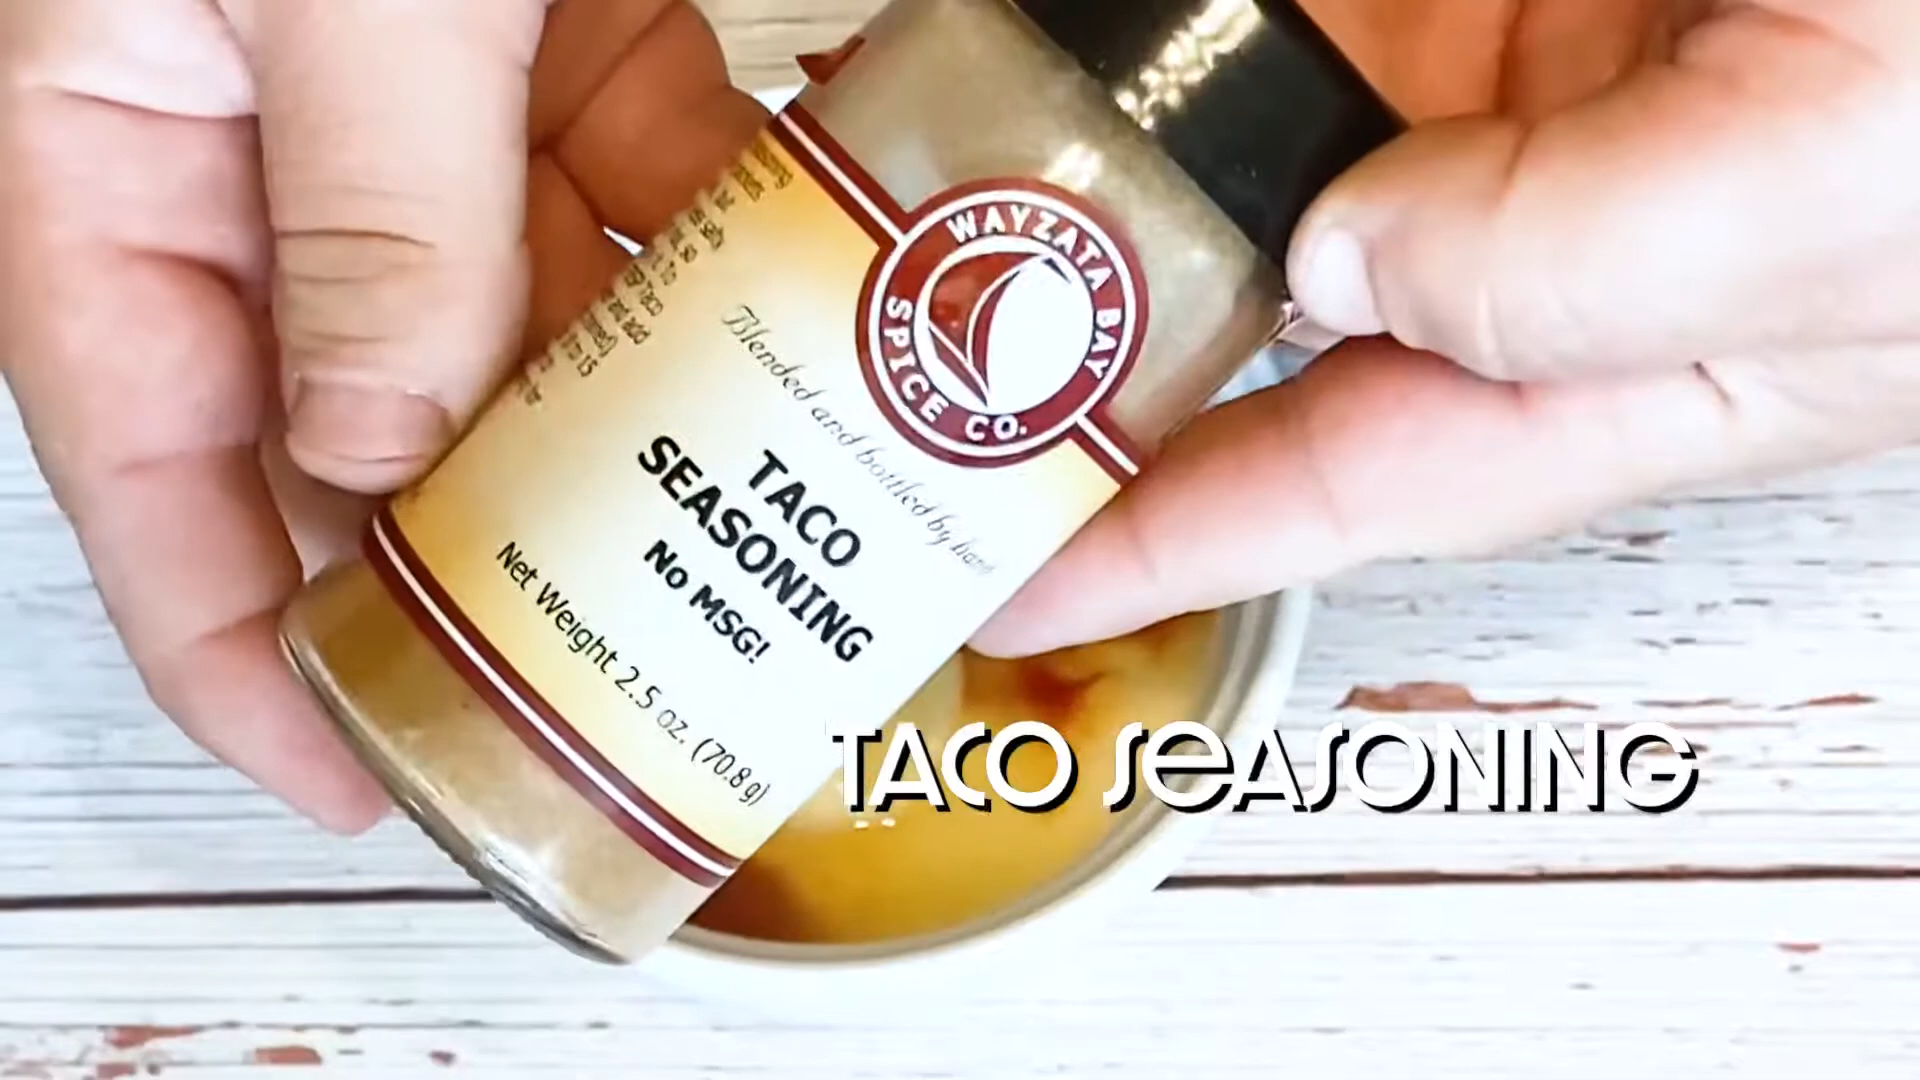 WAYZATA BAY
SPICE CO.
Blended and bottled by hand
TACO
SEASONING
No MSG!
Net Weight 2.5 oz. (70.8 g)
TACO SEASONING